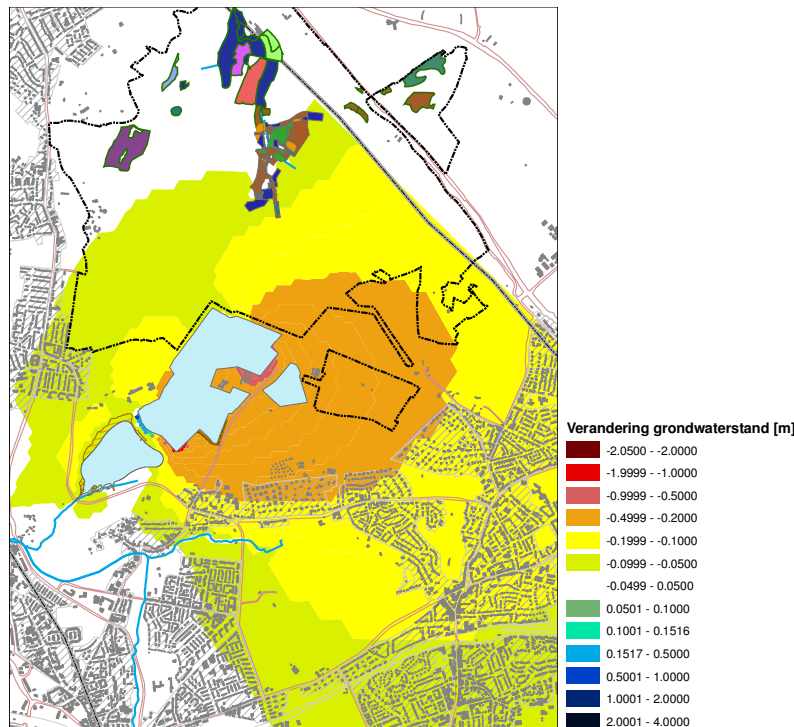 Verandering grondwaterstand [m]
-2.0500 - -2.0000
-1.9999 - -1.0000
-0.9999 - -0.5000
-0.4999 - -0.2000
-0.1999 - -0.1000
-0.0999 - -0.0500
-0.0499 - 0.0500
0.0501 - 0.1000
0.1001 - 0.1516
0.1517 - 0.5000
0.5001 - 1.0000
1.0001 - 2.0000
2.0001 - 4.0000